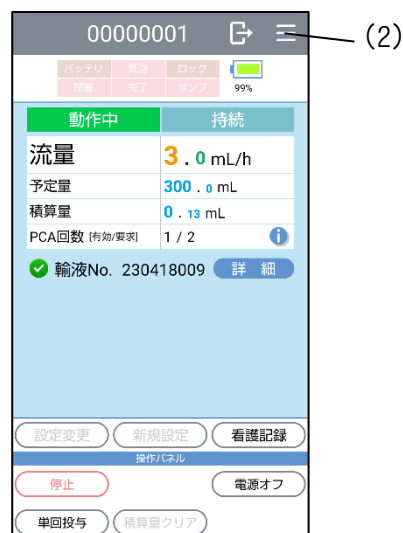 00000001
(2)
バッテリ 気泡 ロック
閉塞 完了 ポンプ 99%
動作中 持続
流量 3.0 mL/h
予定量 300.0 mL
積算量 0.13 mL
PCA回数 [有効/要求] 1 / 2
輸液No. 230418009 詳 細
設定変更 新規設定 看護記録
操作パネル
停止 電源オフ
単回投与 積算量クリア